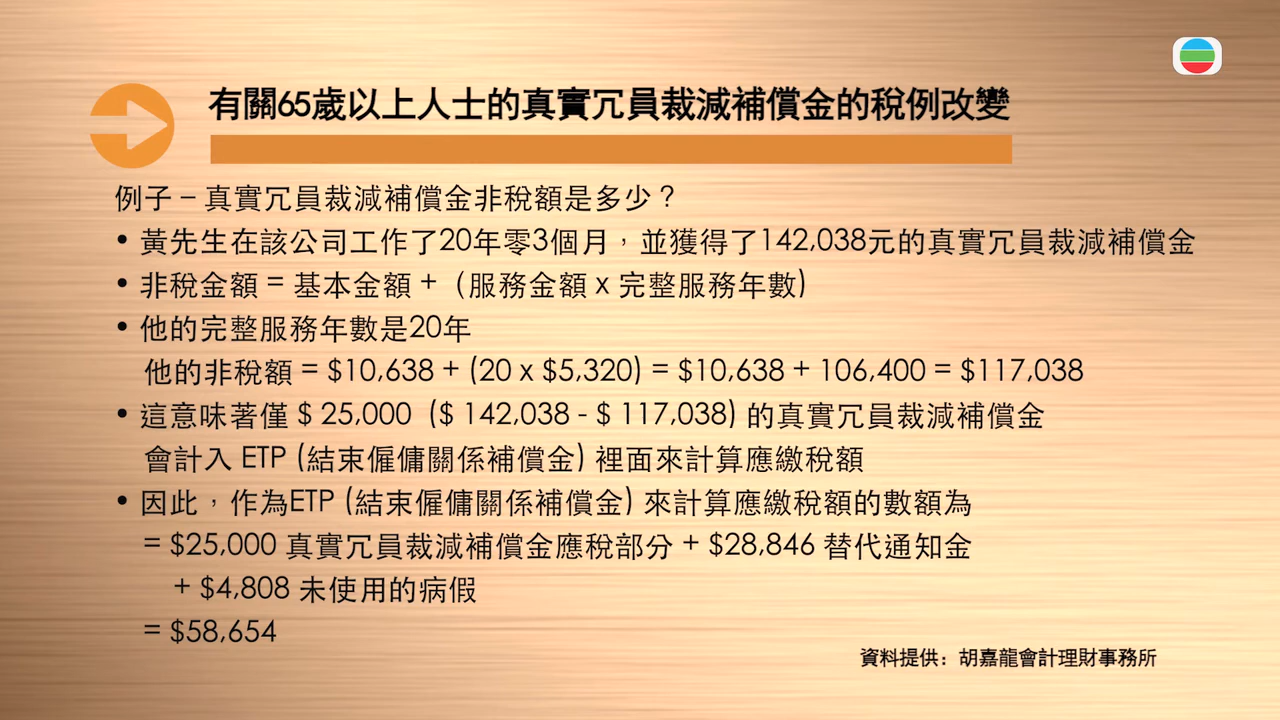 有關65歲以上人士的真實冗員裁減補償金的稅例改變
例子 – 真實冗員裁減補償金非稅額是多少？
• 黃先生在該公司工作了20年零3個月，並獲得了142,038元的真實冗員裁減補償金
• 非稅金額 = 基本金額 + （服務金額 x 完整服務年數)
• 他的完整服務年數是20年
他的非稅額 = $10,638 + (20 x $5,320) = $10,638 + 106,400 = $117,038
• 這意味著僅 $ 25,000 ($ 142,038 - $ 117,038) 的真實冗員裁減補償金
會計入 ETP (結束僱傭關係補償金) 裡面來計算應繳稅額
• 因此，作為ETP (結束僱傭關係補償金) 來計算應繳稅額的數額為
= $25,000 真實冗員裁減補償金應稅部分 + $28,846 替代通知金
+ $4,808 未使用的病假
= $58,654
資料提供：胡嘉龍會計理財事務所